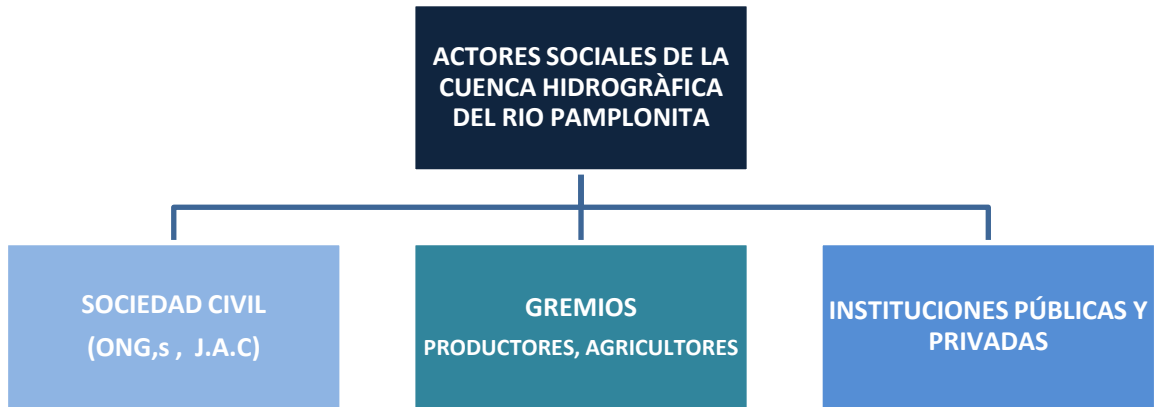 ACTORES SOCIALES DE LA
CUENCA HIDROGRÀFICA
DEL RIO PAMPLONITA
SOCIEDAD CIVIL
(ONG,s , J.A.C)
GREMIOS
PRODUCTORES, AGRICULTORES
INSTITUCIONES PÚBLICAS Y
PRIVADAS